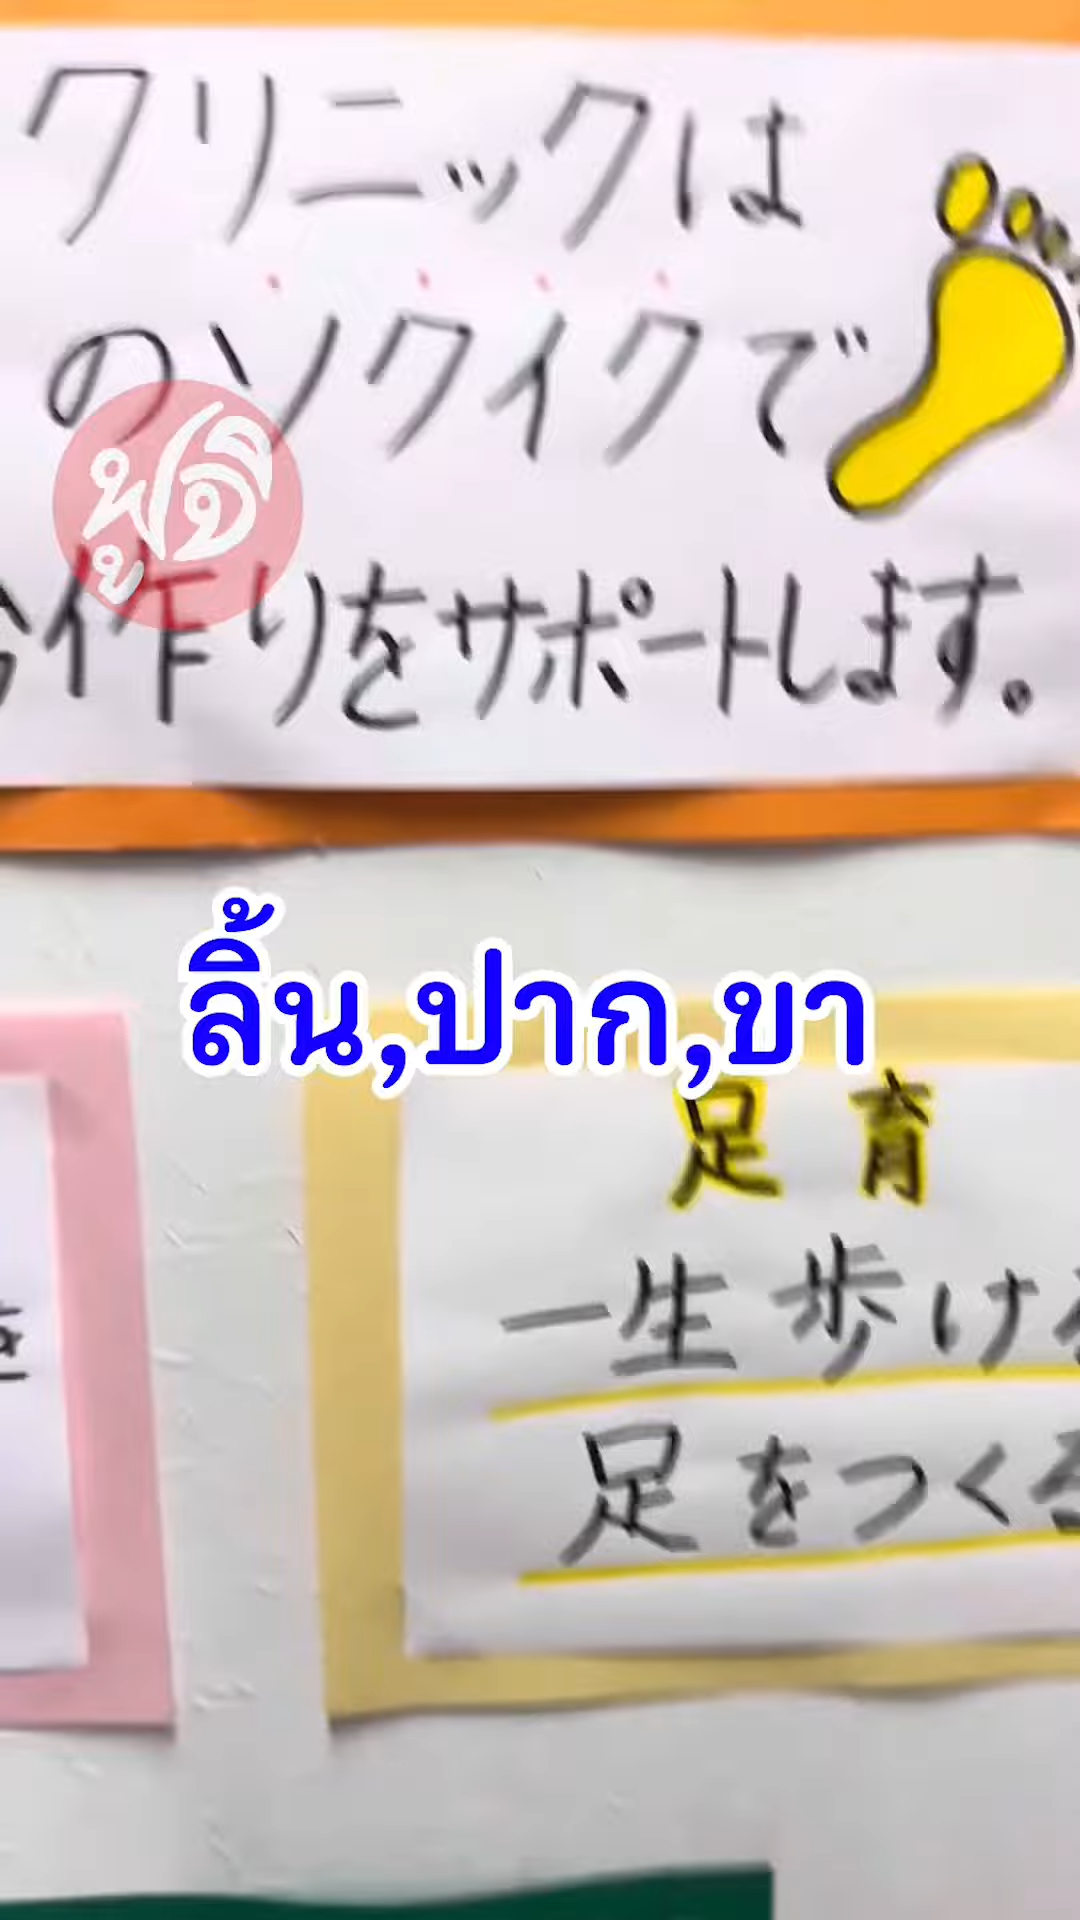 クリニックは
のソクイクで
作りをサポートします。
ลิ้น,ปาก,ขา
足育
一生歩ける
足をつくる